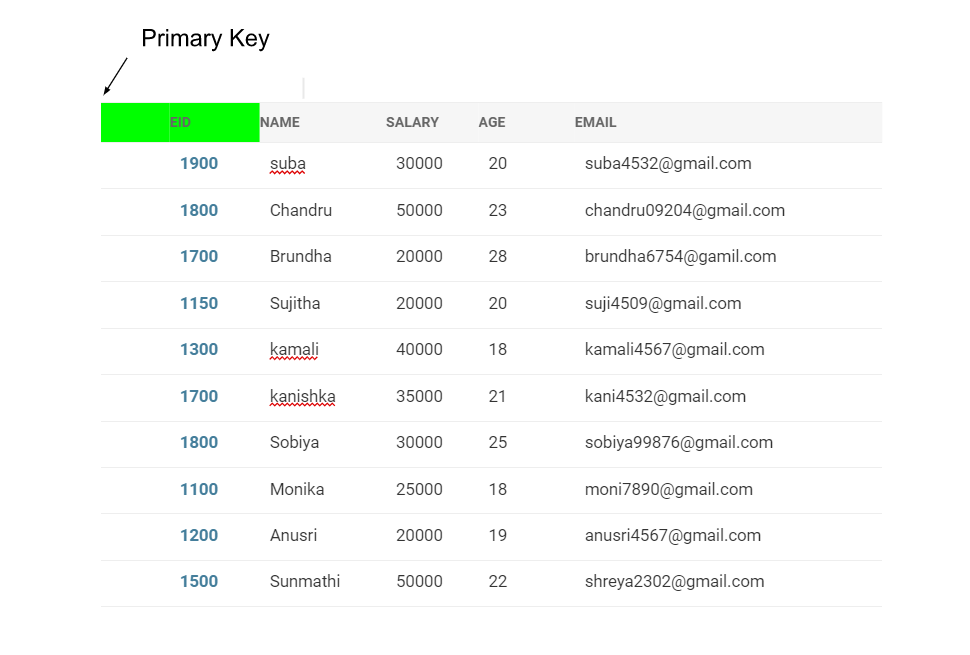 Primary Key
EID NAME SALARY AGE EMAIL
1900 suba 30000 20 suba4532@gmail.com
1800 Chandru 50000 23 chandru09204@gmail.com
1700 Brundha 20000 28 brundha6754@gamil.com
1150 Sujitha 20000 20 suji4509@gmail.com
1300 kamali 40000 18 kamali4567@gmail.com
1700 kanishka 35000 21 kani4532@gmail.com
1800 Sobiya 30000 25 sobiya99876@gmail.com
1100 Monika 25000 18 moni7890@gmail.com
1200 Anusri 20000 19 anusri4567@gmail.com
1500 Sunmathi 50000 22 shreya2302@gmail.com